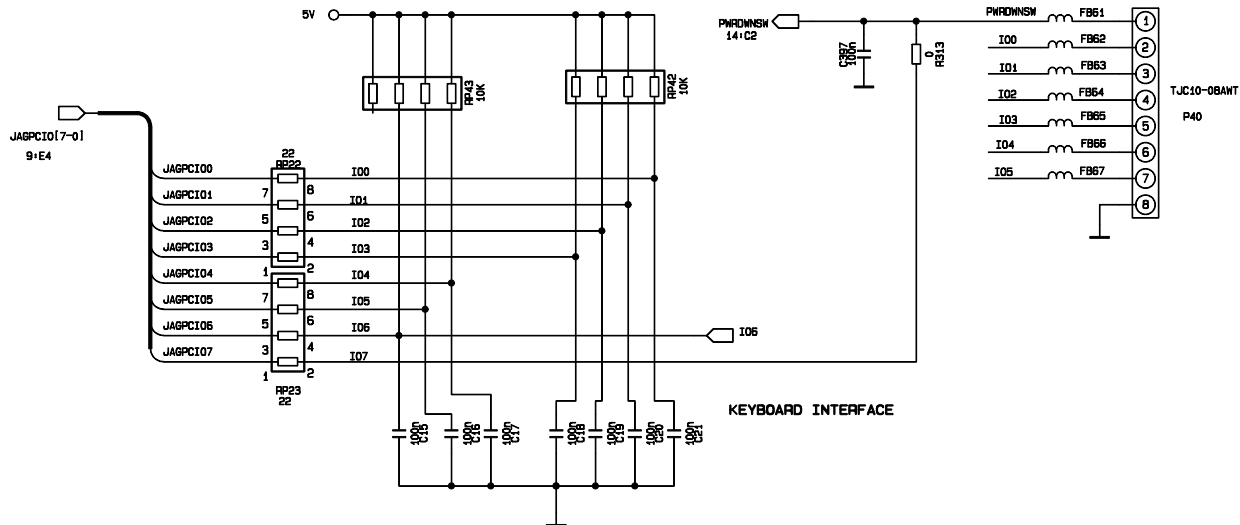 5V
PWRDWNSW
14:C2
PWRDWNSW
FB61
1
IO0
FB62
2
IO1
FB63
3
IO2
FB64
4
IO3
FB65
5
IO4
FB66
6
IO5
FB67
7
8
TJC10-08AWT
P40
C397
100n
0
R313
RP43
10K
RP42
10K
JAGPCIO[7-0]
9:E4
22
RP22
JAGPCIO0
IO0
7
8
JAGPCIO1
IO1
5
6
JAGPCIO2
IO2
3
4
JAGPCIO3
IO3
1
2
JAGPCIO4
IO4
7
8
JAGPCIO5
IO5
5
6
JAGPCIO6
IO6
IO6
3
4
JAGPCIO7
IO7
1
2
RP23
22
KEYBOARD INTERFACE
100n
C15
100n
C16
100n
C17
100n
C18
100n
C19
100n
C20
100n
C21